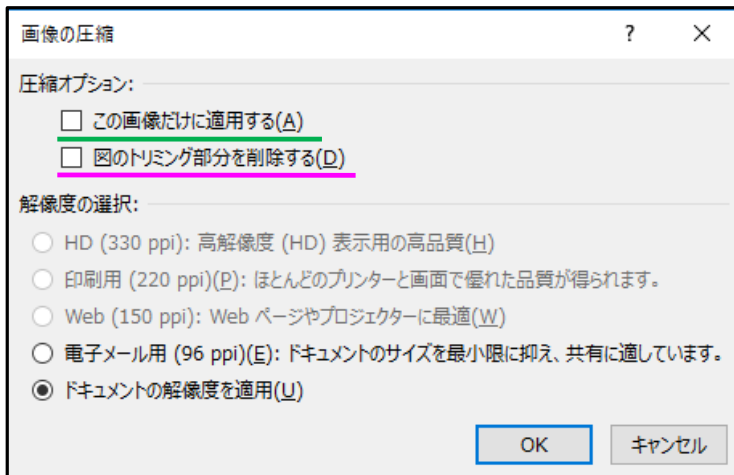 画像の圧縮 ?
圧縮オプション:
この画像だけに適用する(A)
図のトリミング部分を削除する(D)
解像度の選択:
HD (330 ppi): 高解像度 (HD) 表示用の高品質(H)
印刷用 (220 ppi)(P): ほとんどのプリンターと画面で優れた品質が得られます。
Web (150 ppi): Web ページやプロジェクターに最適(W)
電子メール用 (96 ppi)(E): ドキュメントのサイズを最小限に抑え、共有に適しています。
ドキュメントの解像度を適用(U)
OK キャンセル